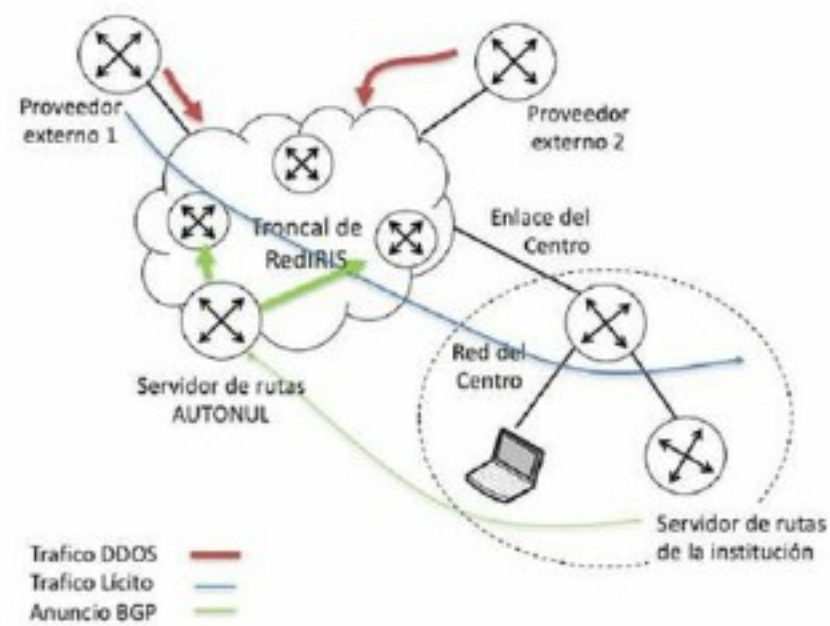 Proveedor
externo 1
Proveedor
externo 2
Troncal de
RedIRIS
Enlace del
Centro
Servidor de rutas
AUTONUL
Red del
Centro
Servidor de rutas
de la institución
Trafico DDOS
Trafico Lícito
Anuncio BGP